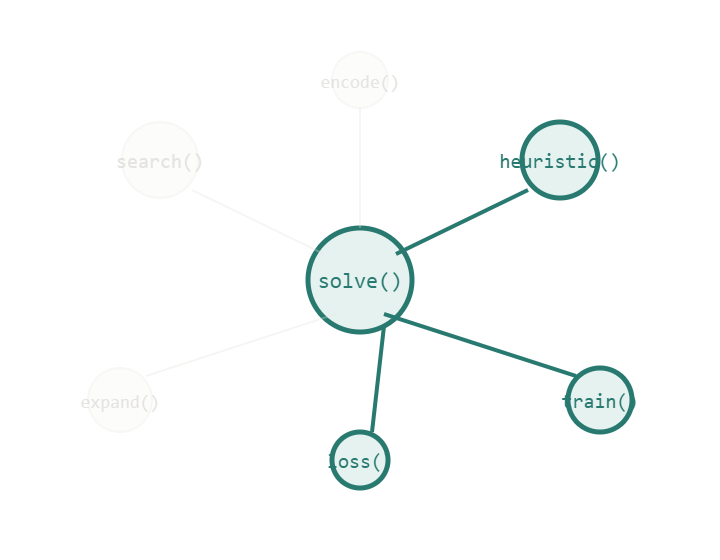 encode()
search()
heuristic()
solve()
expand()
train()
loss(